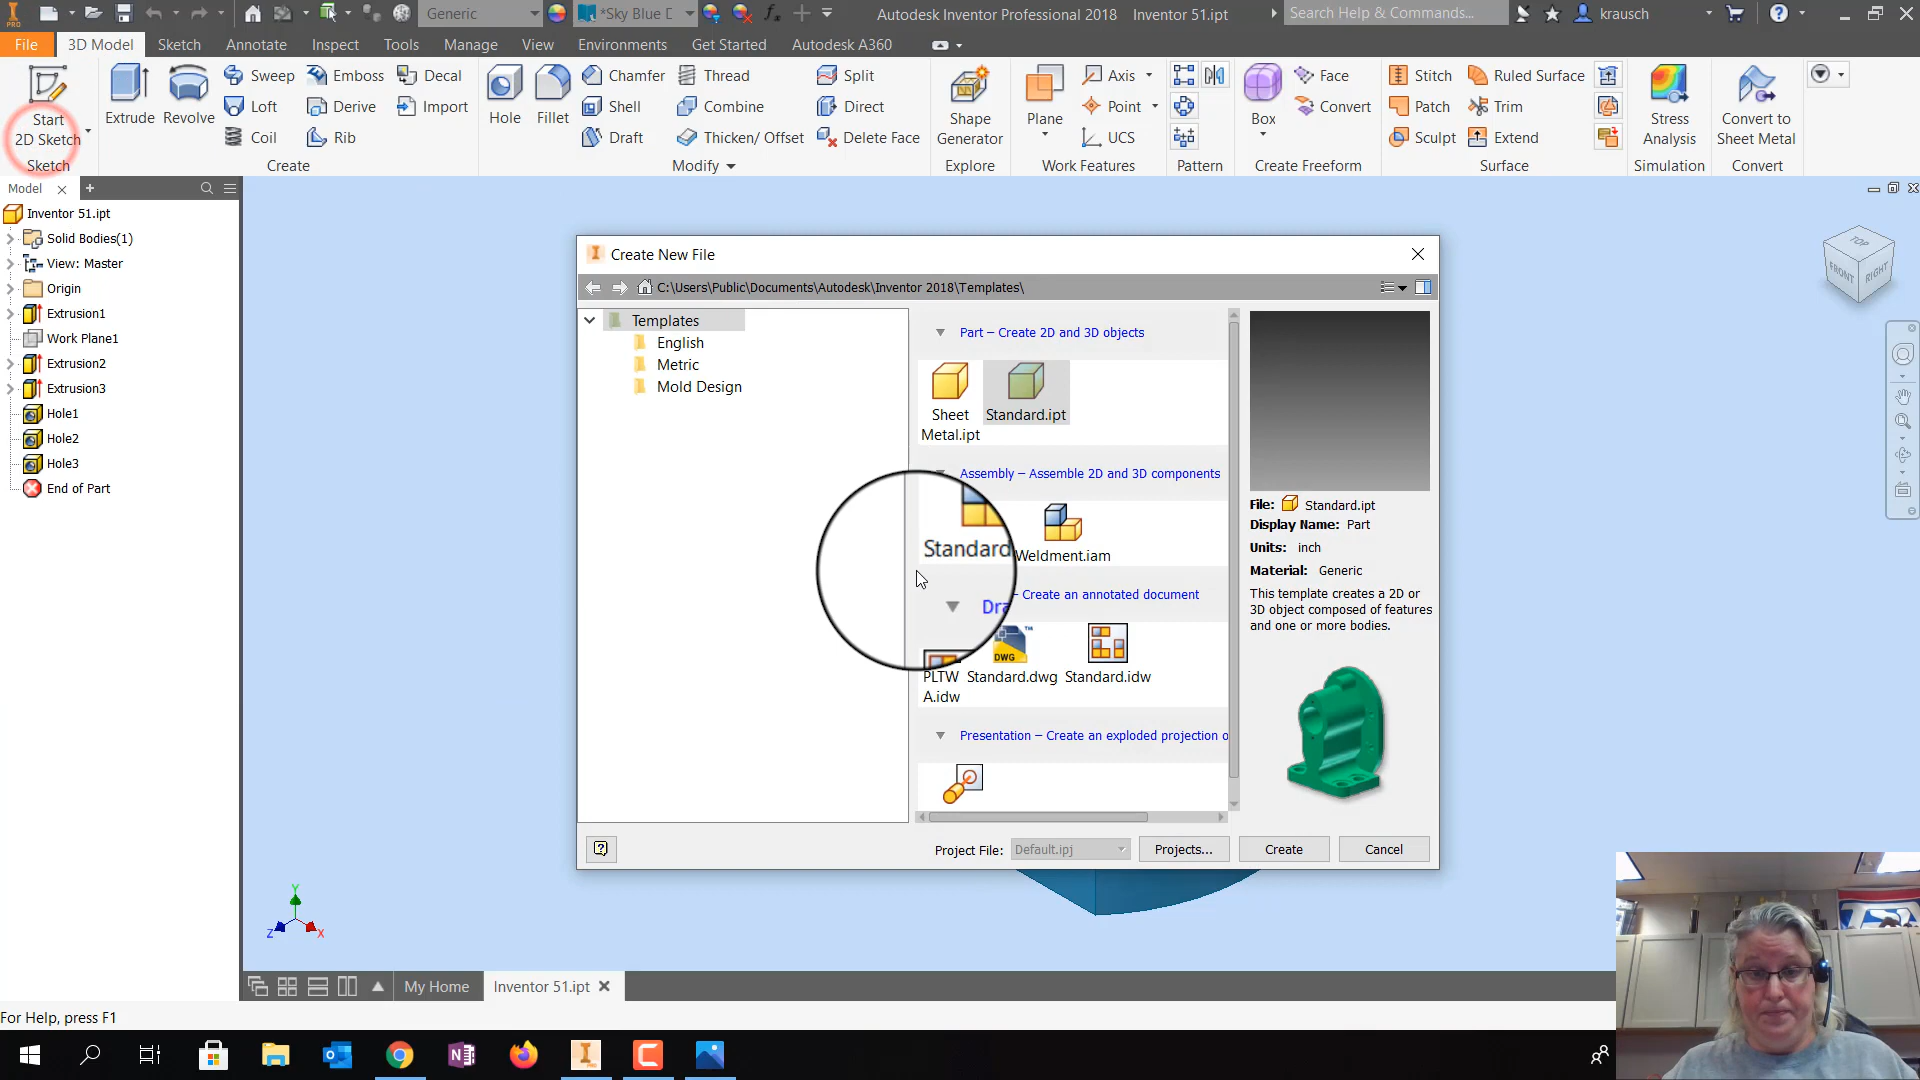 PRO
Generic
*Sky Blue D
Autodesk Inventor Professional 2018 Inventor 51.ipt
Search Help & Commands...
krausch
File
3D Model
Sketch
Annotate
Inspect
Tools
Manage
View
Environments
Get Started
Autodesk A360
Start
2D Sketch
Sketch
Extrude
Revolve
Sweep
Loft
Coil
Emboss
Derive
Rib
Decal
Import
Create
Hole
Fillet
Chamfer
Shell
Draft
Thread
Combine
Thicken/ Offset
Split
Direct
Delete Face
Modify
Shape
Generator
Explore
Plane
Axis
Point
UCS
Work Features
Pattern
Box
Face
Convert
Create Freeform
Stitch
Patch
Sculpt
Ruled Surface
Trim
Extend
Surface
Stress
Analysis
Simulation
Convert to
Sheet Metal
Convert
Model
Inventor 51.ipt
Solid Bodies(1)
View: Master
Origin
Extrusion1
Work Plane1
Extrusion2
Extrusion3
Hole1
Hole2
Hole3
End of Part
TOP
FRONT
RIGHT
Create New File
C:\Users\Public\Documents\Autodesk\Inventor 2018\Templates\
Templates
English
Metric
Mold Design
Part – Create 2D and 3D objects
Sheet
Metal.ipt
Standard.ipt
Assembly – Assemble 2D and 3D components
Standard
Weldment.iam
Dra
– Create an annotated document
DWG
PLTW
A.idw
Standard.dwg
Standard.idw
Presentation – Create an exploded projection o
File: Standard.ipt
Display Name: Part
Units: inch
Material: Generic
This template creates a 2D or
3D object composed of features
and one or more bodies.
Project File:
Default.ipj
Projects...
Create
Cancel
Y
Z
X
My Home
Inventor 51.ipt
For Help, press F1